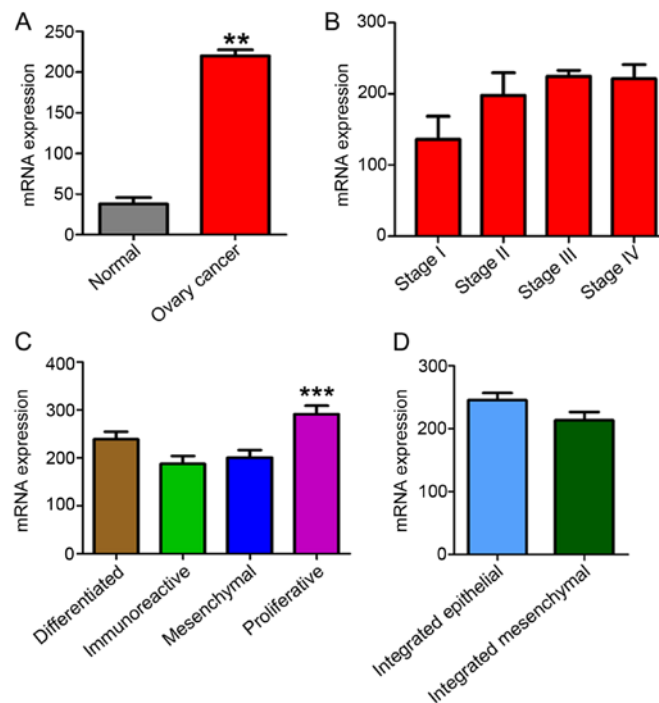 A
mRNA expression
250
200
150
100
50
0
**
Normal
Ovary cancer
B
mRNA expression
300
200
100
0
Stage I
Stage II
Stage III
Stage IV
C
mRNA expression
400
300
200
100
0
***
Differentiated
Immunoreactive
Mesenchymal
Proliferative
D
mRNA expression
300
200
100
0
Integrated epithelial
Integrated mesenchymal